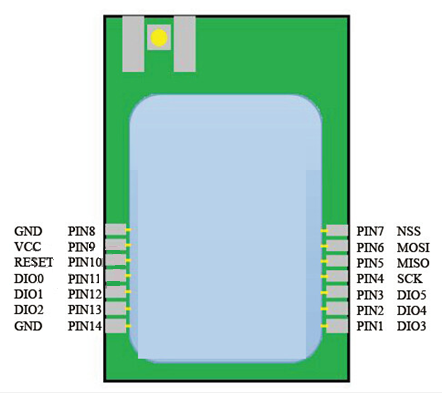 GND PIN8 PIN7 NSS
VCC PIN9 PIN6 MOSI
RESET PIN10 PIN5 MISO
DIO0 PIN11 PIN4 SCK
DIO1 PIN12 PIN3 DIO5
DIO2 PIN13 PIN2 DIO4
GND PIN14 PIN1 DIO3